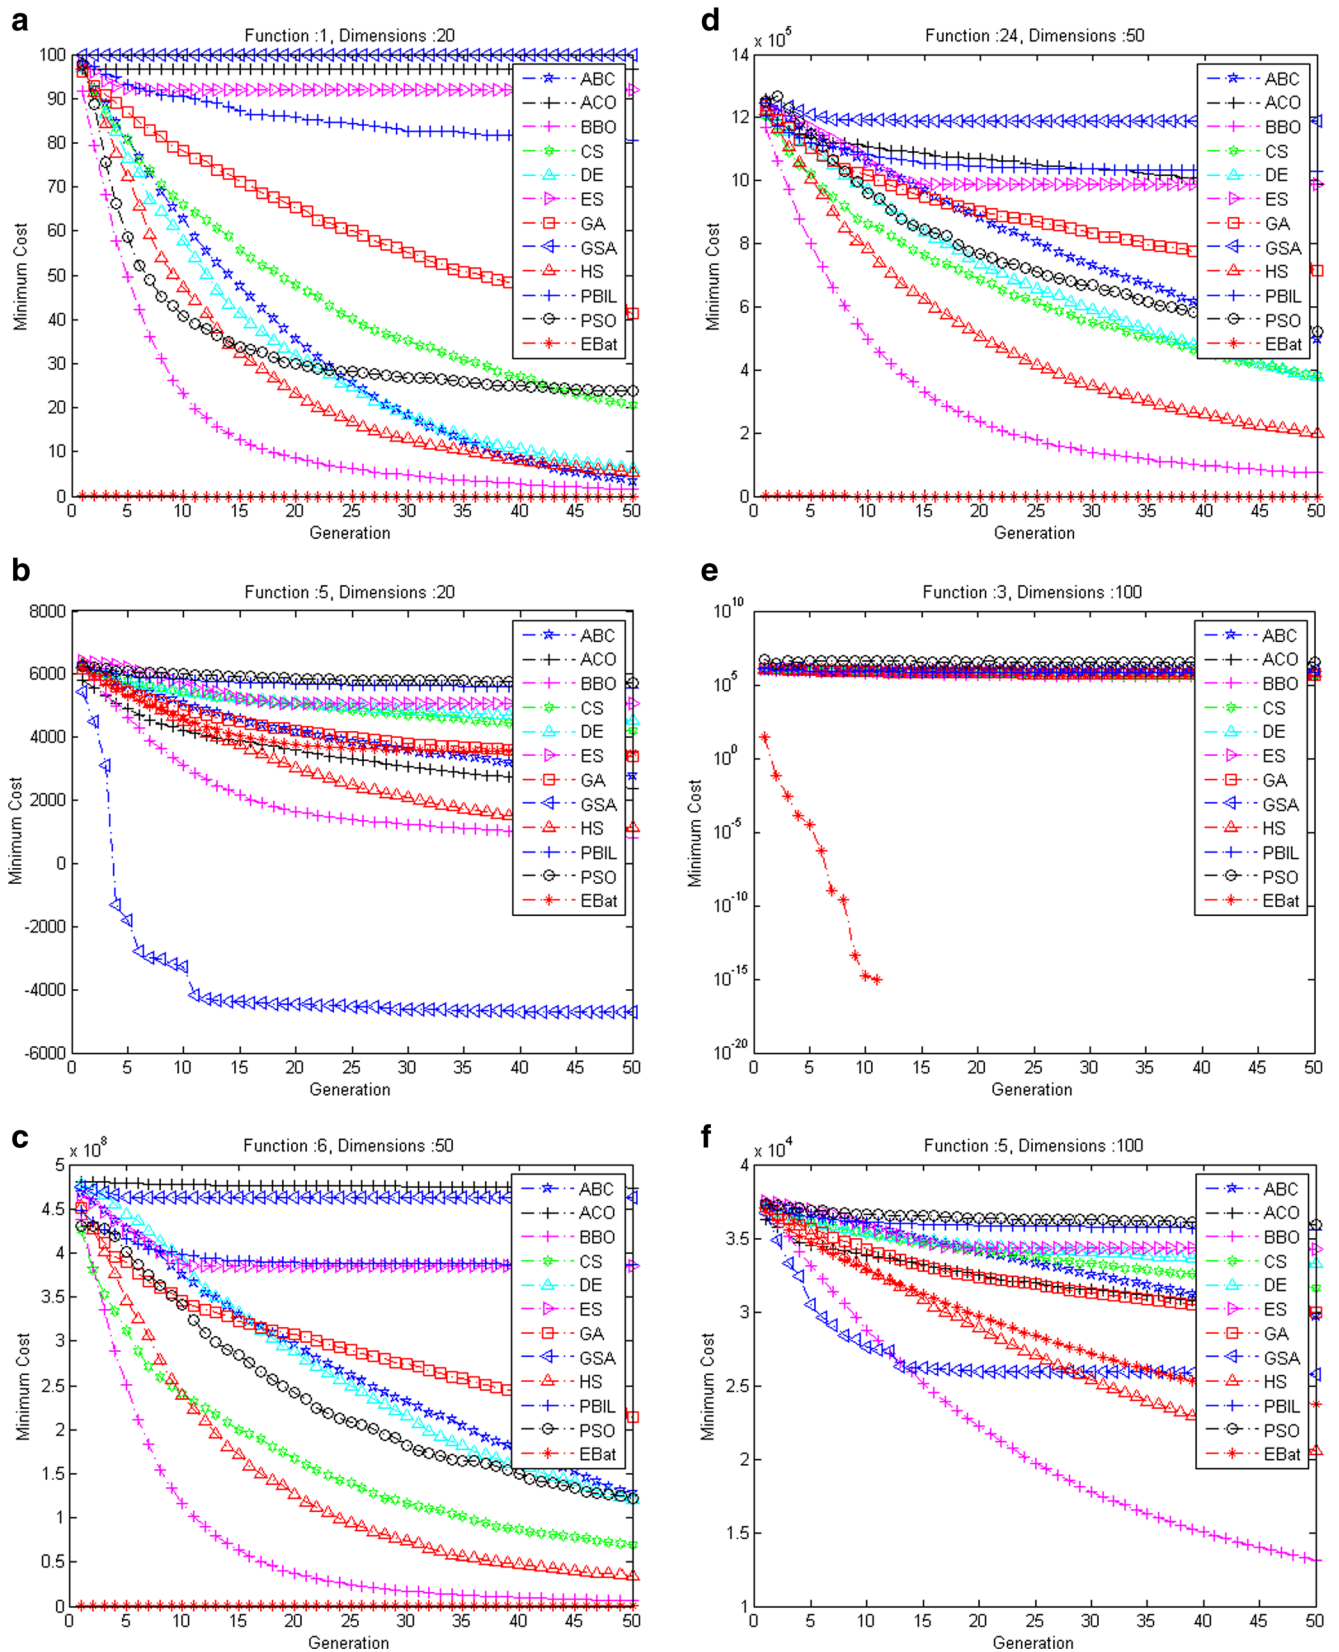 a
Function :1, Dimensions :20
100
90
80
70
60
50
40
30
20
10
0
Minimum Cost
0 5 10 15 20 25 30 35 40 45 50
Generation
ABC
ACO
BBO
CS
DE
ES
GA
GSA
HS
PBIL
PSO
EBat
d
Function :24, Dimensions :50
x 10^5
14
12
10
8
6
4
2
0
Minimum Cost
0 5 10 15 20 25 30 35 40 45 50
Generation
ABC
ACO
BBO
CS
DE
ES
GA
GSA
HS
PBIL
PSO
EBat
b
Function :5, Dimensions :20
8000
6000
4000
2000
0
-2000
-4000
-6000
Minimum Cost
0 5 10 15 20 25 30 35 40 45 50
Generation
ABC
ACO
BBO
CS
DE
ES
GA
GSA
HS
PBIL
PSO
EBat
e
Function :3, Dimensions :100
10^10
10^5
10^0
10^-5
10^-10
10^-15
10^-20
Minimum Cost
0 5 10 15 20 25 30 35 40 45 50
Generation
ABC
ACO
BBO
CS
DE
ES
GA
GSA
HS
PBIL
PSO
EBat
c
Function :6, Dimensions :50
x 10^8
5
4.5
4
3.5
3
2.5
2
1.5
1
0.5
0
Minimum Cost
0 5 10 15 20 25 30 35 40 45 50
Generation
ABC
ACO
BBO
CS
DE
ES
GA
GSA
HS
PBIL
PSO
EBat
f
Function :5, Dimensions :100
x 10^4
4
3.5
3
2.5
2
1.5
1
Minimum Cost
0 5 10 15 20 25 30 35 40 45 50
Generation
ABC
ACO
BBO
CS
DE
ES
GA
GSA
HS
PBIL
PSO
EBat